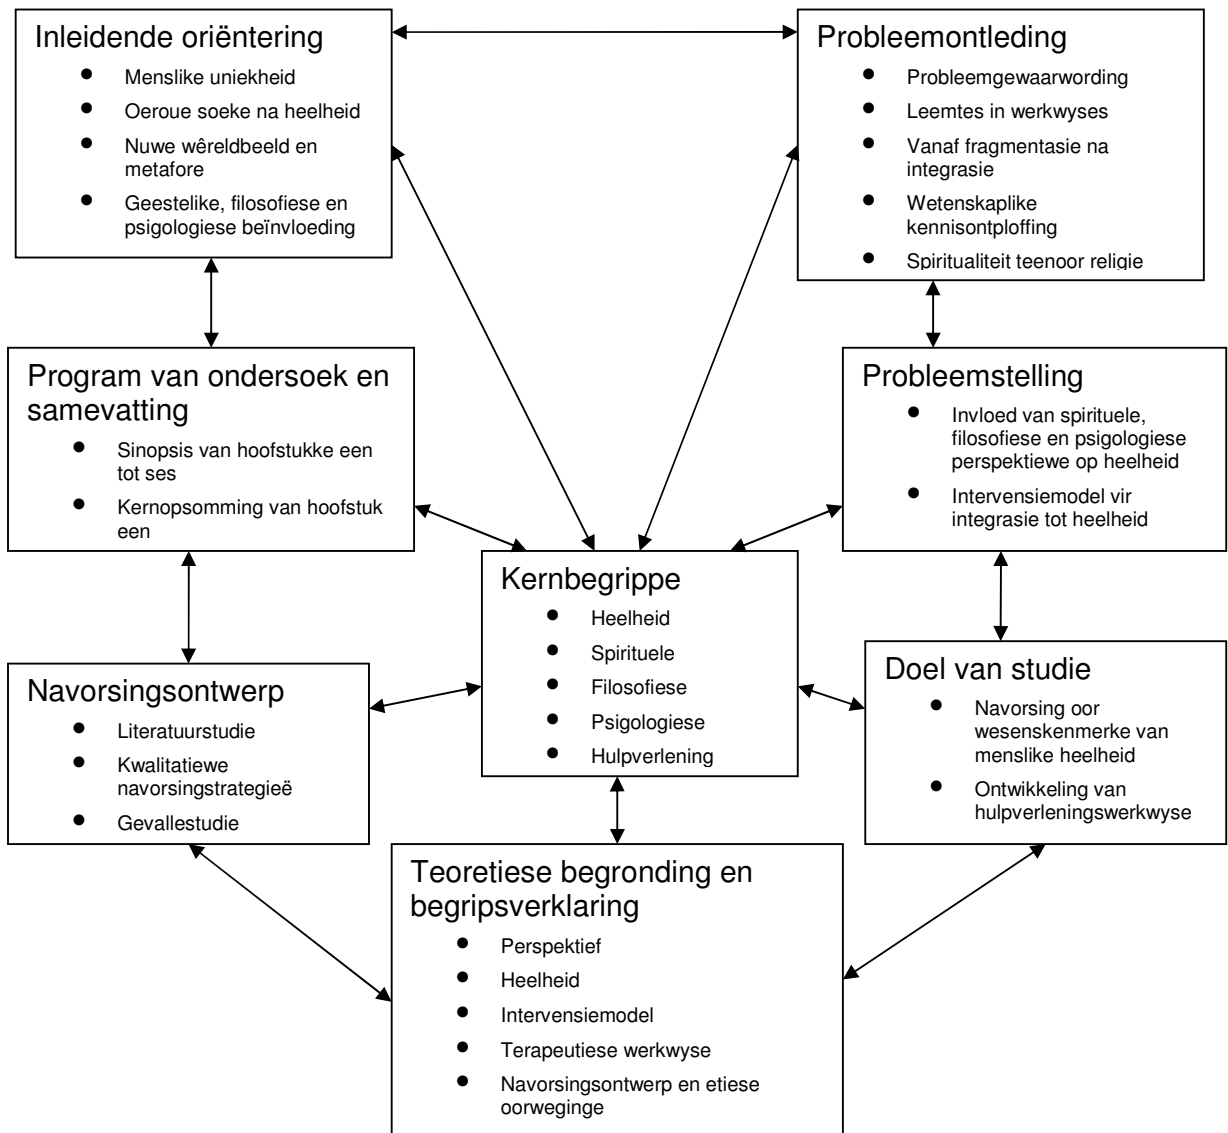 Inleidende oriëntering
● Menslike uniekheid
● Oeroue soeke na heelheid
● Nuwe wêreldbeeld en
metafore
● Geestelike, filosofiese en
psigologiese beïnvloeding
Probleemontleding
● Probleemgewaarwording
● Leemtes in werkwyses
● Vanaf fragmentasie na
integrasie
● Wetenskaplike
kennisontploffing
● Spiritualiteit teenoor religie
Program van ondersoek en
samevatting
● Sinopsis van hoofstukke een
tot ses
● Kernopsomming van hoofstuk
een
Probleemstelling
● Invloed van spirituele,
filosofiese en psigologiese
perspektiewe op heelheid
● Intervensiemodel vir
integrasie tot heelheid
Kernbegrippe
● Heelheid
● Spirituele
● Filosofiese
● Psigologiese
● Hulpverlening
Navorsingsontwerp
● Literatuurstudie
● Kwalitatiewe
navorsingstrategieë
● Gevallestudie
Doel van studie
● Navorsing oor
wesenskenmerke van
menslike heelheid
● Ontwikkeling van
hulpverleningswerkwyse
Teoretiese begronding en
begripsverklaring
● Perspektief
● Heelheid
● Intervensiemodel
● Terapeutiese werkwyse
● Navorsingsontwerp en etiese
oorweginge